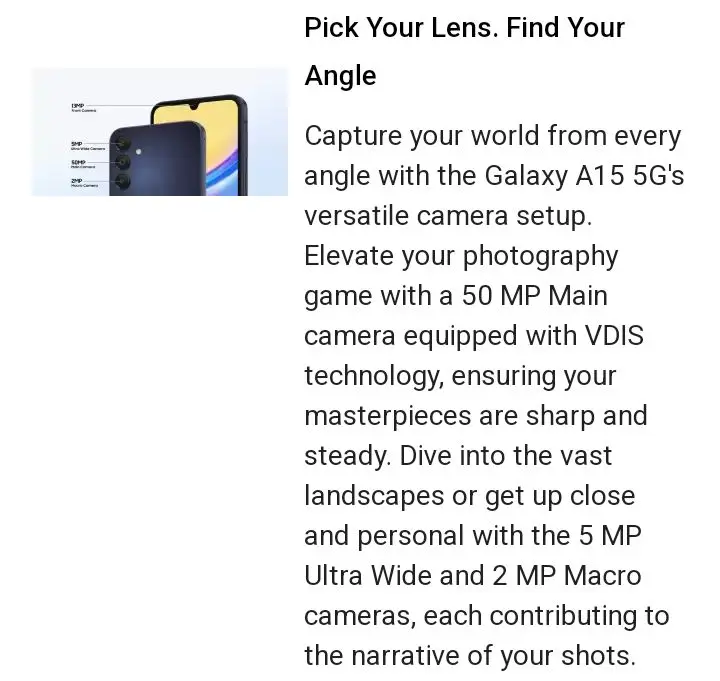 Pick Your Lens. Find Your
Angle
13MP
Front Camera
5MP
Ultra Wide Camera
50MP
Main Camera
2MP
Macro Camera
Capture your world from every
angle with the Galaxy A15 5G's
versatile camera setup.
Elevate your photography
game with a 50 MP Main
camera equipped with VDIS
technology, ensuring your
masterpieces are sharp and
steady. Dive into the vast
landscapes or get up close
and personal with the 5 MP
Ultra Wide and 2 MP Macro
cameras, each contributing to
the narrative of your shots.